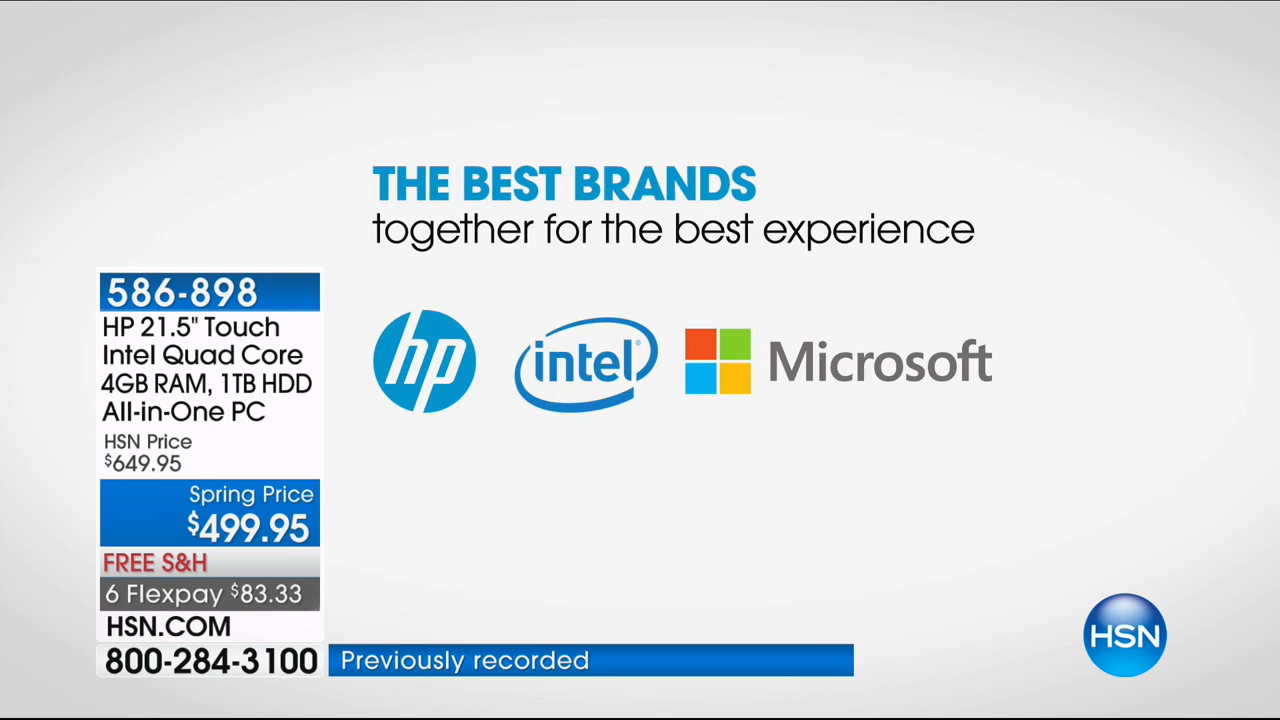 THE BEST BRANDS
together for the best experience
hp
intel®
Microsoft
586-898
HP 21.5" Touch
Intel Quad Core
4GB RAM, 1TB HDD
All-in-One PC
HSN Price
$649.95
Spring Price
$499.95
FREE S&H
6 Flexpay $83.33
HSN.COM
800-284-3100
Previously recorded
HSN